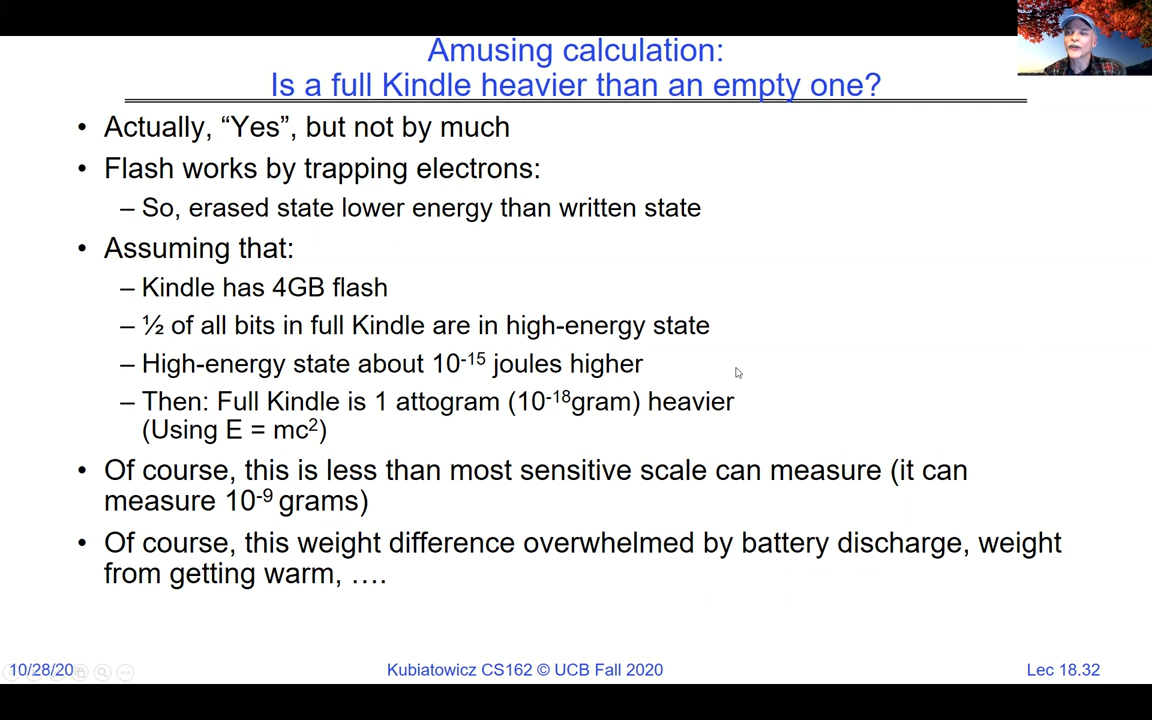 Amusing calculation:
Is a full Kindle heavier than an empty one?
• Actually, “Yes”, but not by much
• Flash works by trapping electrons:
– So, erased state lower energy than written state
• Assuming that:
– Kindle has 4GB flash
– ½ of all bits in full Kindle are in high-energy state
– High-energy state about 10⁻¹⁵ joules higher
– Then: Full Kindle is 1 attogram (10⁻¹⁸gram) heavier
(Using E = mc²)
• Of course, this is less than most sensitive scale can measure (it can
measure 10⁻⁹ grams)
• Of course, this weight difference overwhelmed by battery discharge, weight
from getting warm, ….
10/28/20 Kubiatowicz CS162 © UCB Fall 2020 Lec 18.32